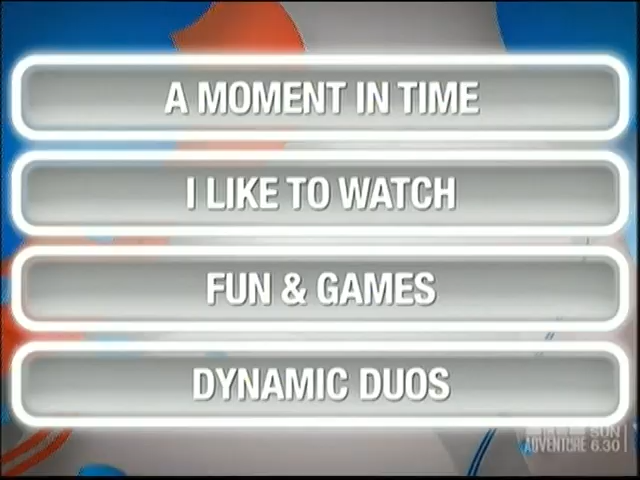 A MOMENT IN TIME
I LIKE TO WATCH
FUN & GAMES
DYNAMIC DUOS
SUN
ADVENTURE 6.30